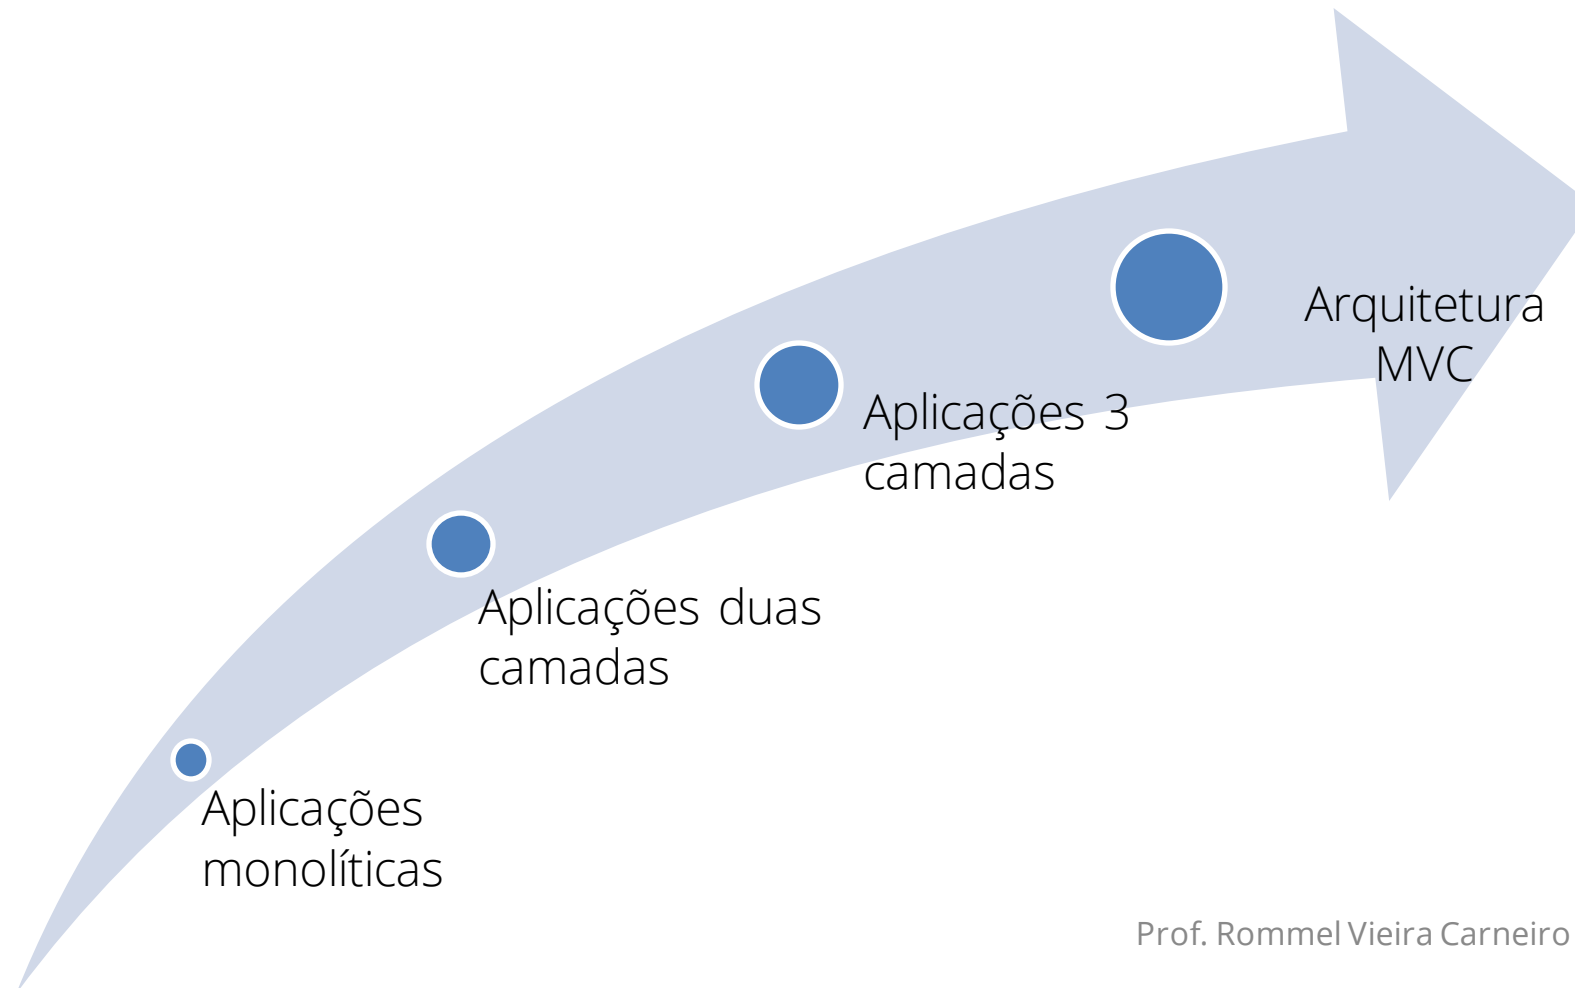 Arquitetura
MVC
Aplicações 3
camadas
Aplicações duas
camadas
Aplicações
monolíticas
Prof. Rommel Vieira Carneiro